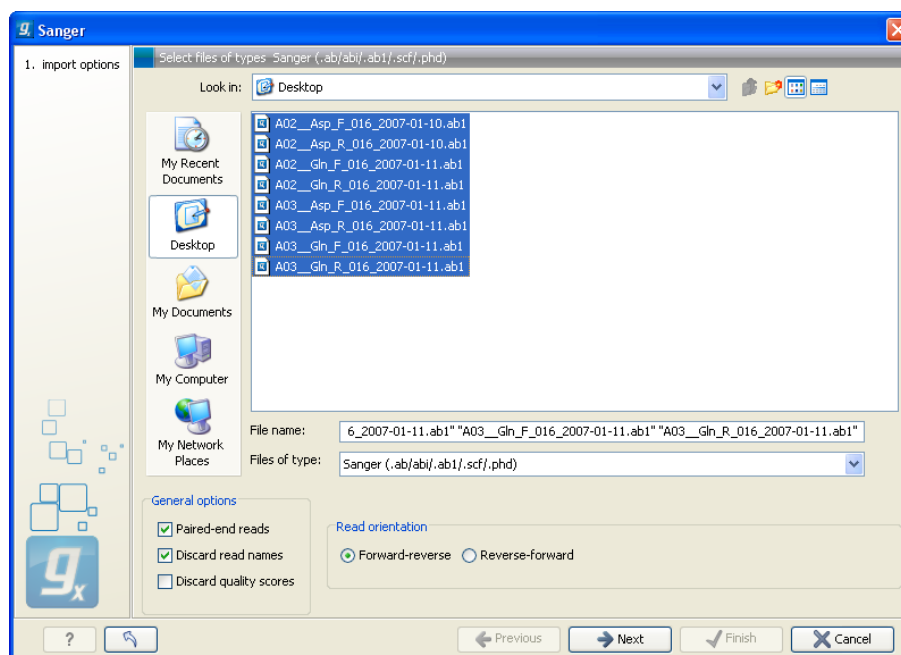 Sanger
1. import options
Select files of types Sanger (.ab/abi/.ab1/.scf/.phd)
Look in:
Desktop
My Recent
Documents
Desktop
My Documents
My Computer
My Network
Places
A02__Asp_F_016_2007-01-10.ab1
A02__Asp_R_016_2007-01-10.ab1
A02__Gln_F_016_2007-01-11.ab1
A02__Gln_R_016_2007-01-11.ab1
A03__Asp_F_016_2007-01-11.ab1
A03__Asp_R_016_2007-01-11.ab1
A03__Gln_F_016_2007-01-11.ab1
A03__Gln_R_016_2007-01-11.ab1
File name: 6_2007-01-11.ab1" "A03__Gln_F_016_2007-01-11.ab1" "A03__Gln_R_016_2007-01-11.ab1"
Files of type: Sanger (.ab/abi/.ab1/.scf/.phd)
General options
Paired-end reads
Discard read names
Discard quality scores
Read orientation
Forward-reverse Reverse-forward
gx
? Previous Next Finish Cancel